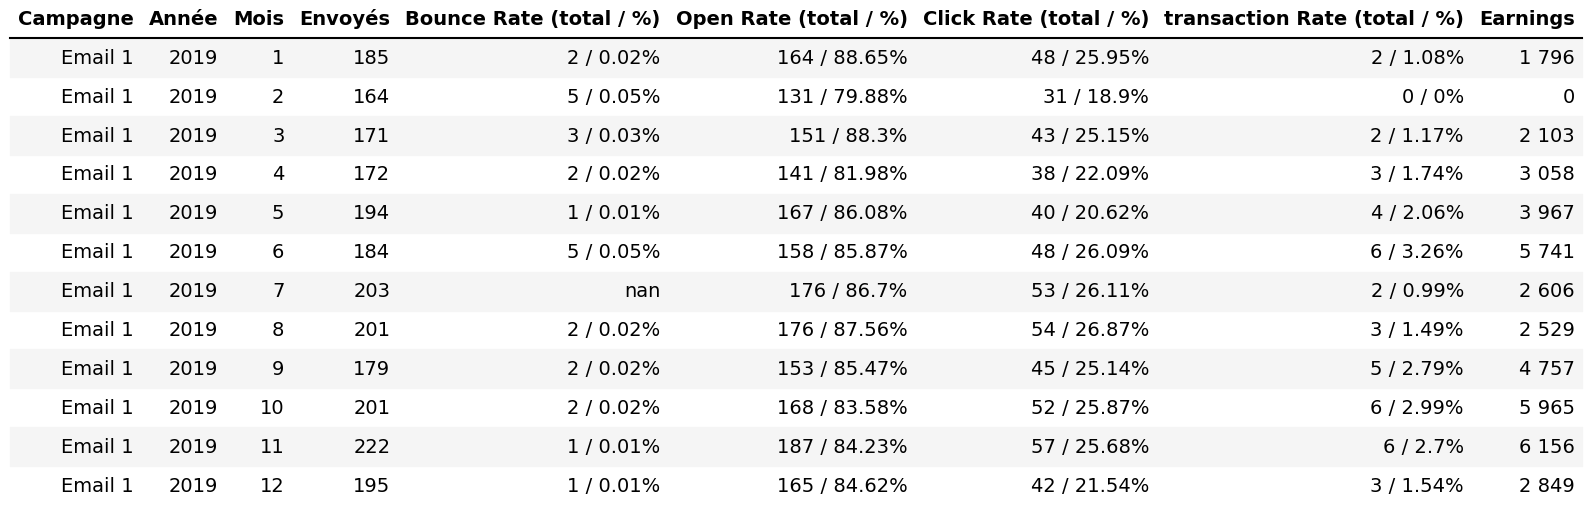 Campagne Année Mois Envoyés Bounce Rate (total / %) Open Rate (total / %) Click Rate (total / %) transaction Rate (total / %) Earnings
Email 1 2019 1 185 2 / 0.02% 164 / 88.65% 48 / 25.95% 2 / 1.08% 1 796
Email 1 2019 2 164 5 / 0.05% 131 / 79.88% 31 / 18.9% 0 / 0% 0
Email 1 2019 3 171 3 / 0.03% 151 / 88.3% 43 / 25.15% 2 / 1.17% 2 103
Email 1 2019 4 172 2 / 0.02% 141 / 81.98% 38 / 22.09% 3 / 1.74% 3 058
Email 1 2019 5 194 1 / 0.01% 167 / 86.08% 40 / 20.62% 4 / 2.06% 3 967
Email 1 2019 6 184 5 / 0.05% 158 / 85.87% 48 / 26.09% 6 / 3.26% 5 741
Email 1 2019 7 203 nan 176 / 86.7% 53 / 26.11% 2 / 0.99% 2 606
Email 1 2019 8 201 2 / 0.02% 176 / 87.56% 54 / 26.87% 3 / 1.49% 2 529
Email 1 2019 9 179 2 / 0.02% 153 / 85.47% 45 / 25.14% 5 / 2.79% 4 757
Email 1 2019 10 201 2 / 0.02% 168 / 83.58% 52 / 25.87% 6 / 2.99% 5 965
Email 1 2019 11 222 1 / 0.01% 187 / 84.23% 57 / 25.68% 6 / 2.7% 6 156
Email 1 2019 12 195 1 / 0.01% 165 / 84.62% 42 / 21.54% 3 / 1.54% 2 849